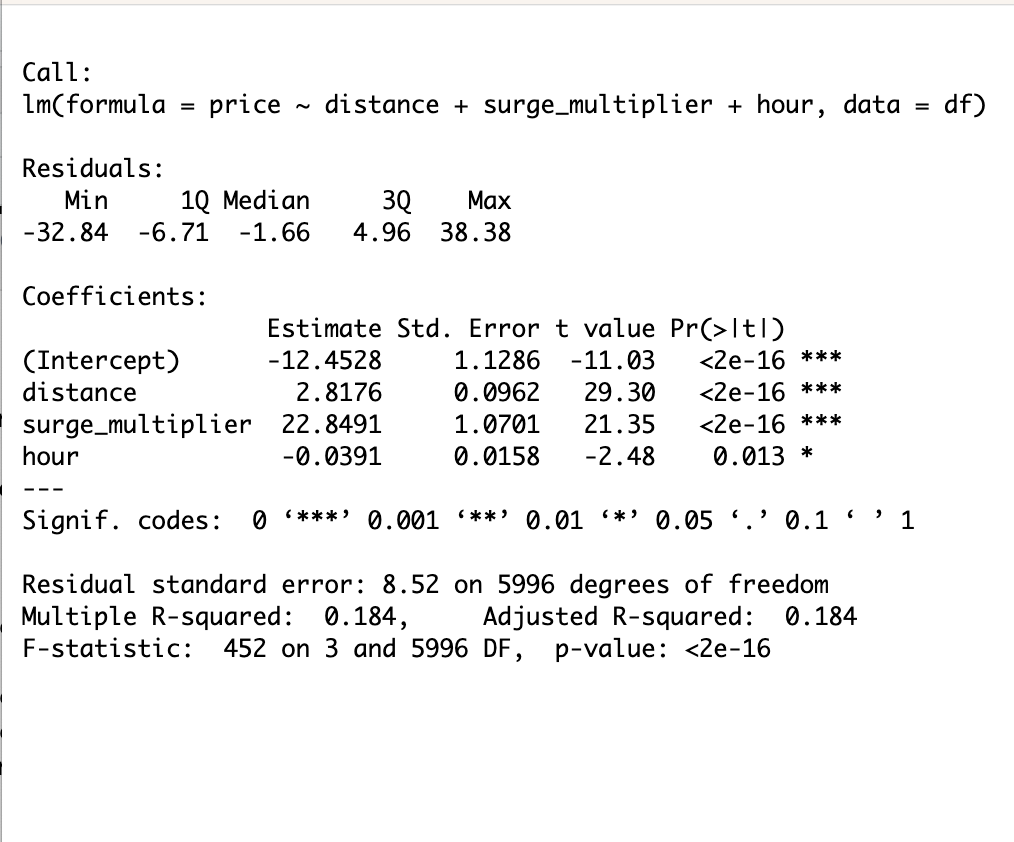 Call:
lm(formula = price ~ distance + surge_multiplier + hour, data = df)
Residuals:
   Min     1Q Median     3Q    Max
-32.84  -6.71  -1.66   4.96  38.38
Coefficients:
                 Estimate Std. Error t value Pr(>|t|)
(Intercept)      -12.4528     1.1286  -11.03   <2e-16 ***
distance           2.8176     0.0962   29.30   <2e-16 ***
surge_multiplier  22.8491     1.0701   21.35   <2e-16 ***
hour              -0.0391     0.0158   -2.48    0.013 *
---
Signif. codes:  0 ‘***’ 0.001 ‘**’ 0.01 ‘*’ 0.05 ‘.’ 0.1 ‘ ’ 1
Residual standard error: 8.52 on 5996 degrees of freedom
Multiple R-squared:  0.184,     Adjusted R-squared:  0.184
F-statistic:  452 on 3 and 5996 DF,  p-value: <2e-16